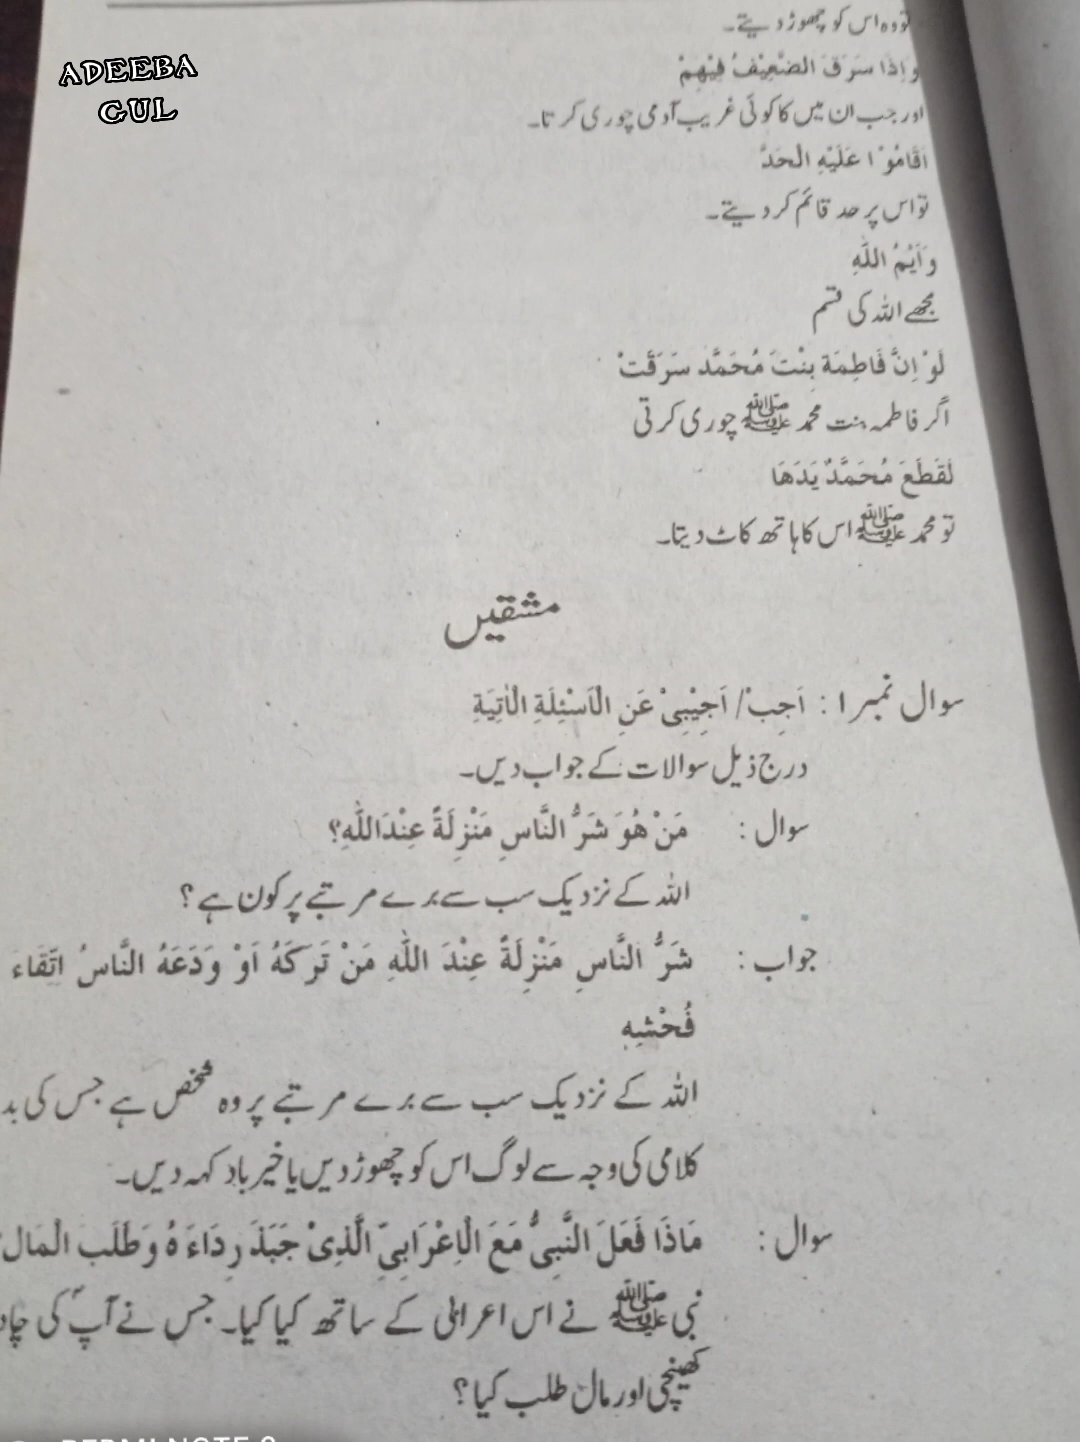 ADEEBA
GUL
تو وہ اس کو چھوڑ دیتے۔
وَاِذَا سَرَقَ الضَّعِیْفُ فِیْهِمْ
اور جب ان میں کا کوئی غریب آدمی چوری کرتا۔
اَقَامُوْا عَلَیْهِ الْحَدَّ
تو اس پر حد قائم کر دیتے۔
وَاَیْمُ اللّٰهِ
مجھے اللہ کی قسم
لَوْ اِنَّ فَاطِمَة بِنْتَ مُحَمَّد سَرَقَتْ
اگر فاطمہ بنت محمد ﷺ چوری کرتی
لَقَطَعَ مُحَمَّدٌ یَدَهَا
تو محمد ﷺ اس کا ہاتھ کاٹ دیتا۔
مشقیں
سوال نمبر ۱: اَجِبْ/ اَجِیْبِیْ عَنِ الْاَسْئِلَةِ الْاٰتِیَةِ
درج ذیل سوالات کے جواب دیں۔
سوال: مَنْ هُوَ شَرُّ النَّاسِ مَنْزِلَةً عِنْدَ اللّٰهِ؟
اللہ کے نزدیک سب سے برے مرتبے پر کون ہے؟
جواب: شَرُّ النَّاسِ مَنْزِلَةً عِنْدَ اللّٰهِ مَنْ تَرَکَهُ اَوْ وَدَعَهُ النَّاسُ اتِّقَاءَ
فُحْشِهِ
اللہ کے نزدیک سب سے برے مرتبے پر وہ شخص ہے جس کی بد
کلامی کی وجہ سے لوگ اس کو چھوڑ دیں یا خیر باد کہہ دیں۔
سوال: مَاذَا فَعَلَ النَّبِیُّ مَعَ الْاِعْرَابِیِّ الَّذِیْ جَبَذَ رِدَاءَهُ وَطَلَب الْمَال
نبی ﷺ نے اس اعرابی کے ساتھ کیا کیا۔ جس نے آپؐ کی
کھینچی اور مال طلب کیا؟